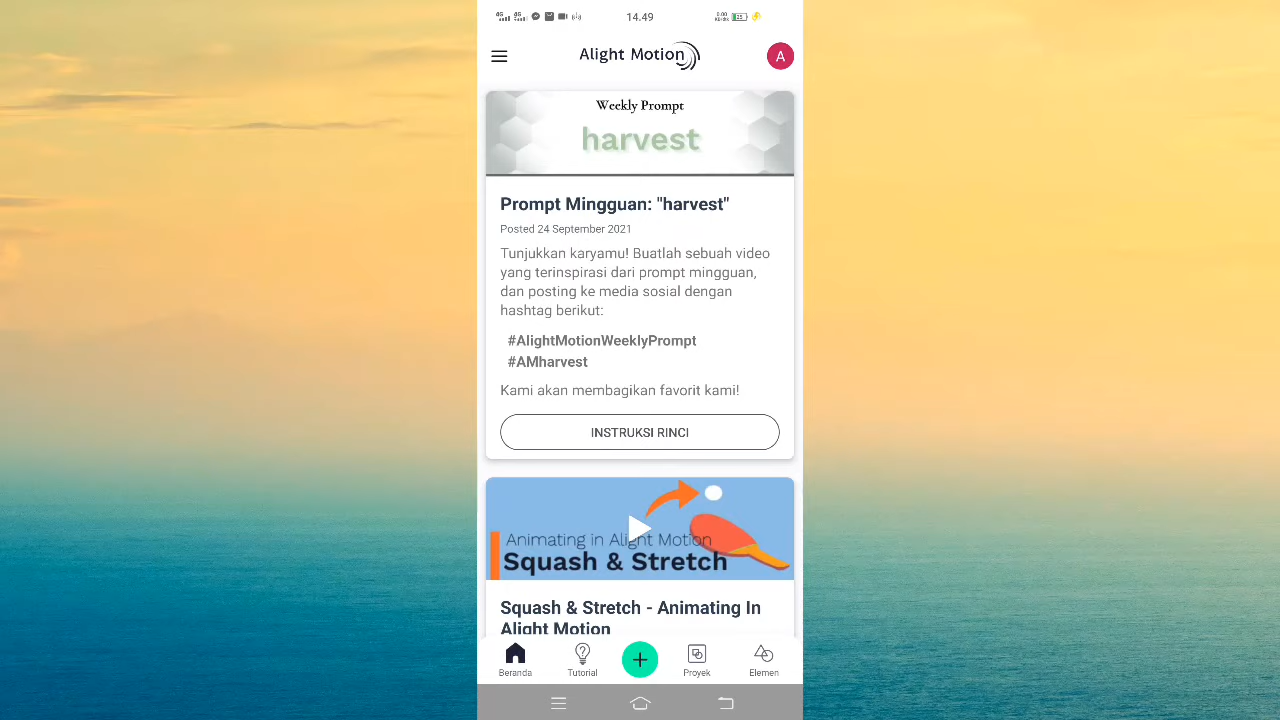 14.49
Alight Motion
A
Weekly Prompt
harvest
Prompt Mingguan: "harvest"
Posted 24 September 2021
Tunjukkan karyamu! Buatlah sebuah video
yang terinspirasi dari prompt mingguan,
dan posting ke media sosial dengan
hashtag berikut:
#AlightMotionWeeklyPrompt
#AMharvest
Kami akan membagikan favorit kami!
INSTRUKSI RINCI
Animating in Alight Motion
Squash & Stretch
Squash & Stretch - Animating In
Alight Motion
Beranda
Tutorial
Proyek
Elemen